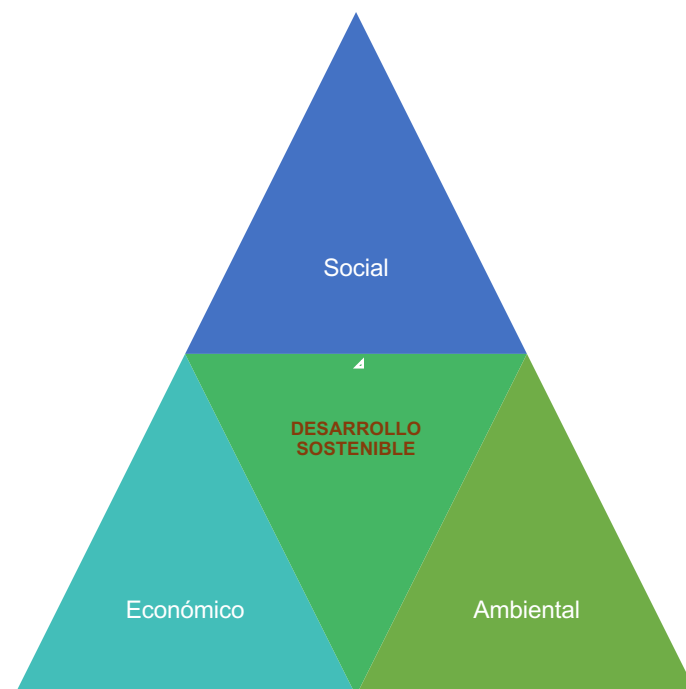 Social
DESARROLLO
SOSTENIBLE
Económico
Ambiental